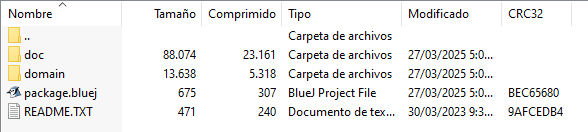 Nombre Tamaño Comprimido Tipo Modificado CRC32
.. Carpeta de archivos
doc 88.074 23.161 Carpeta de archivos 27/03/2025 5:0...
domain 13.638 5.318 Carpeta de archivos 27/03/2025 5:0...
package.bluej 675 307 BlueJ Project File 27/03/2025 5:0... BEC65680
README.TXT 471 240 Documento de tex... 30/03/2023 9:3... 9AFCEDB4